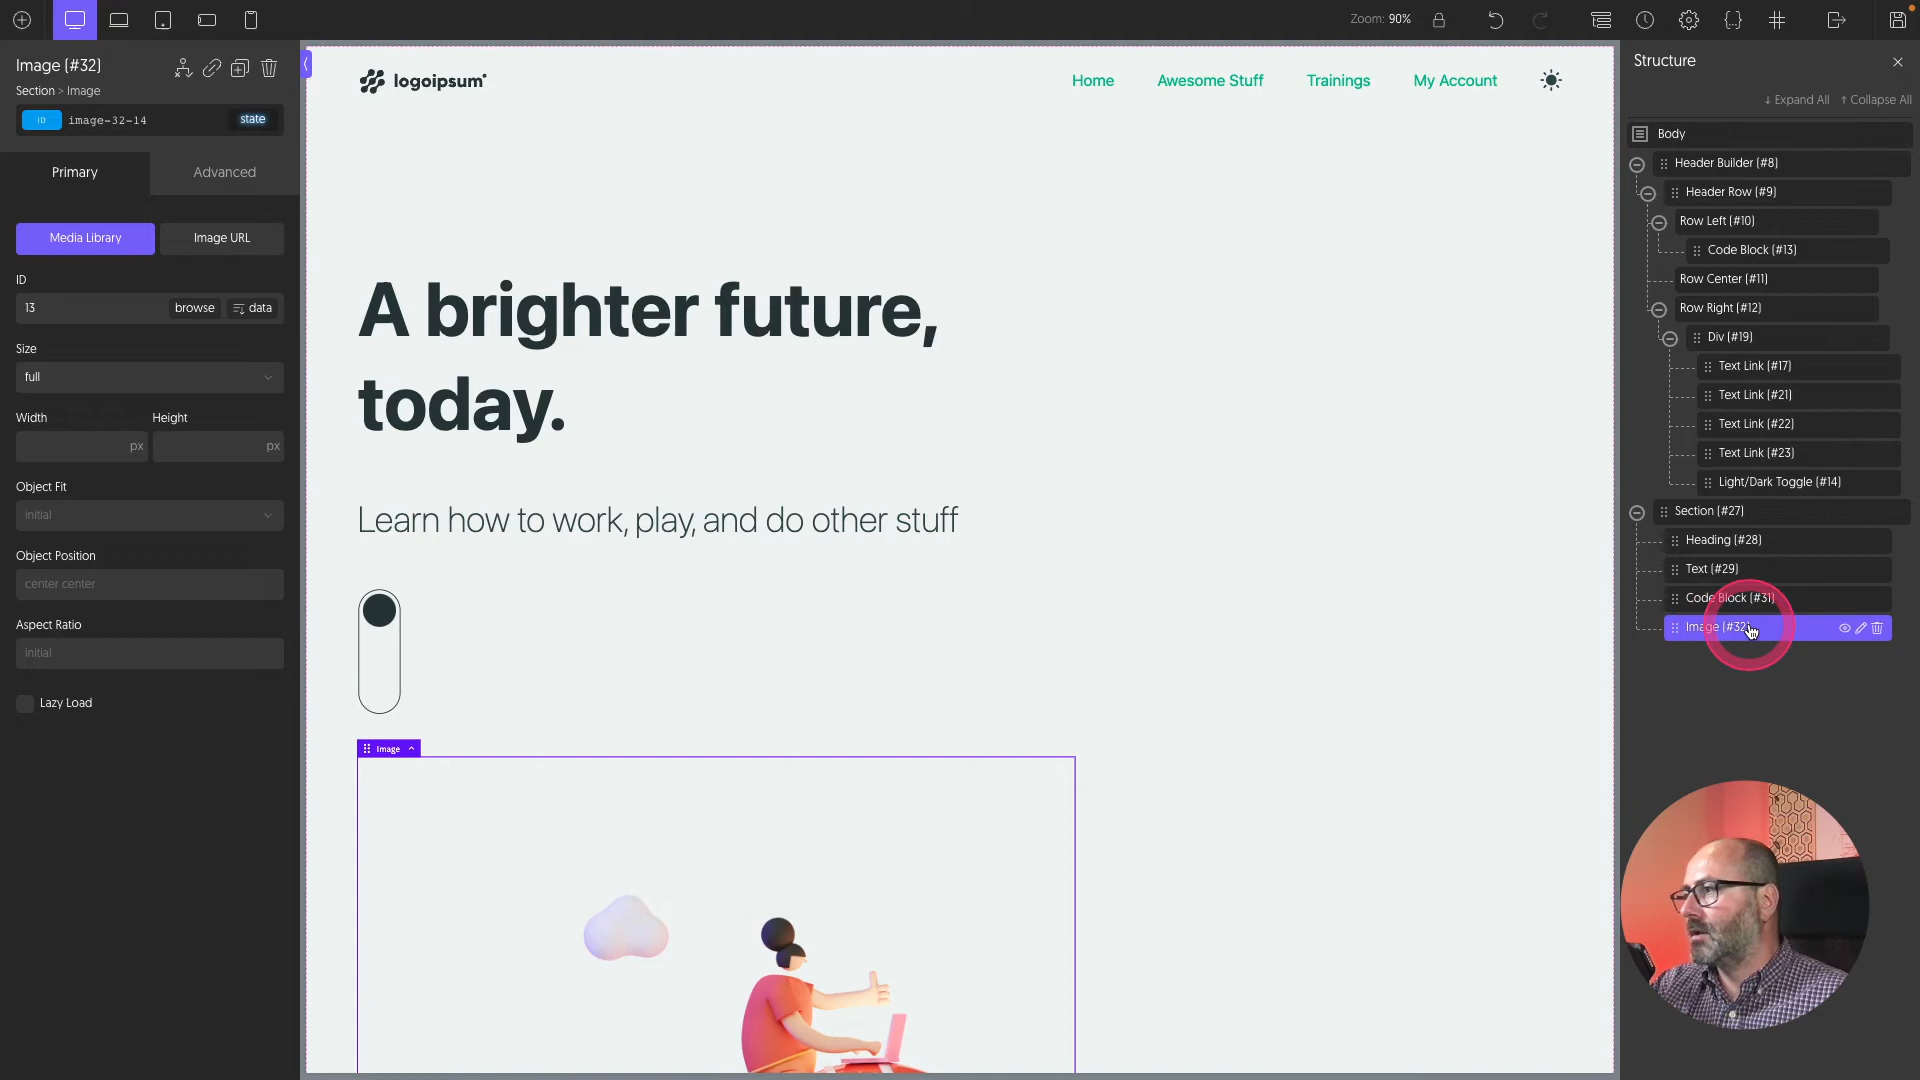 Zoom: 90%
Image (#32)
Section > Image
ID image-32-14 state
Primary Advanced
Media Library Image URL
ID
13 browse data
Size
full
Width Height
px px
Object Fit
initial
Object Position
center center
Aspect Ratio
initial
Lazy Load
logoipsum
Home Awesome Stuff Trainings My Account
A brighter future,
today.
Learn how to work, play, and do other stuff
Image
Structure
Expand All Collapse All
Body
Header Builder (#8)
Header Row (#9)
Row Left (#10)
Code Block (#13)
Row Center (#11)
Row Right (#12)
Div (#19)
Text Link (#17)
Text Link (#21)
Text Link (#22)
Text Link (#23)
Light/Dark Toggle (#14)
Section (#27)
Heading (#28)
Text (#29)
Code Block (#31)
Image (#32)